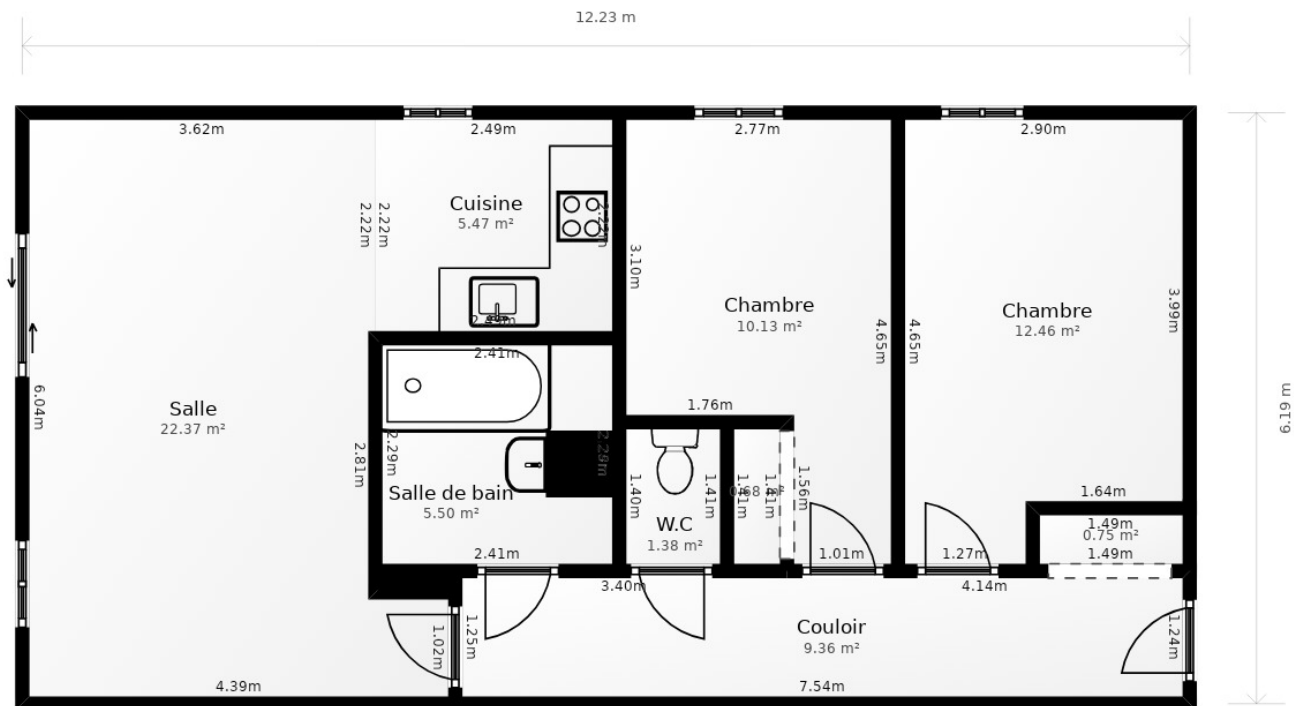 12.23 m
3.62m
2.49m
2.77m
2.90m
Cuisine
5.47 m²
2.22m
2.22m
3.10m
Chambre
10.13 m²
4.65m
4.65m
Chambre
12.46 m²
3.99m
2.41m
Salle
22.37 m²
6.04m
1.76m
6.19 m
2.81m
2.29m
Salle de bain
5.50 m²
1.40m
1.41m
W.C
1.38 m²
1.41m
0.68 m²
1.56m
1.64m
1.49m
0.75 m²
1.49m
2.41m
1.01m
1.27m
3.40m
4.14m
1.02m
1.25m
Couloir
9.36 m²
1.24m
4.39m
7.54m